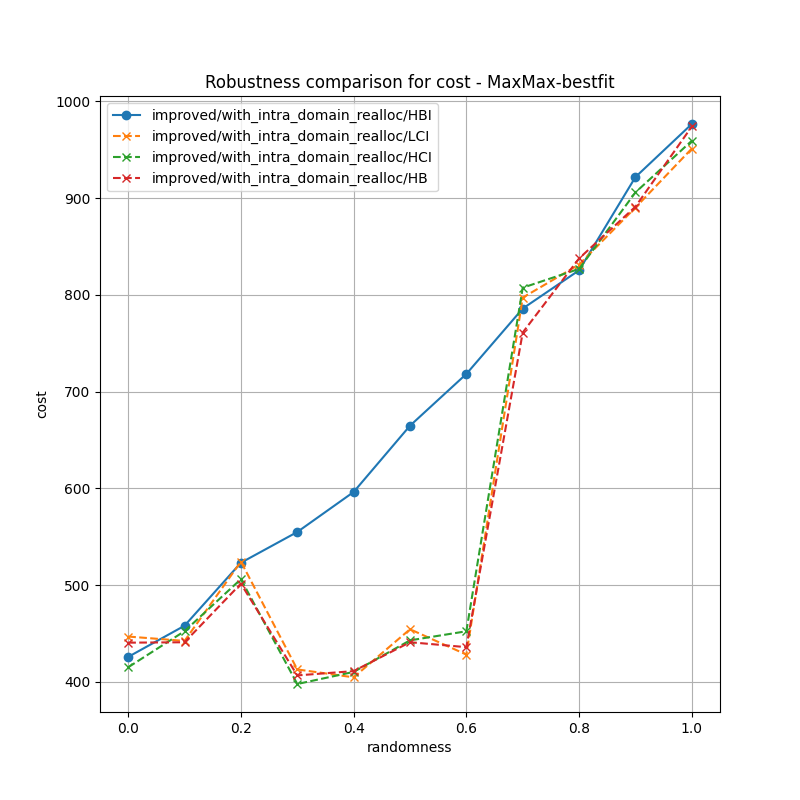 Robustness comparison for cost - MaxMax-bestfit
1000
900
800
700
600
500
400
cost
improved/with_intra_domain_realloc/HBI
improved/with_intra_domain_realloc/LCI
improved/with_intra_domain_realloc/HCI
improved/with_intra_domain_realloc/HB
0.0 0.2 0.4 0.6 0.8 1.0
randomness